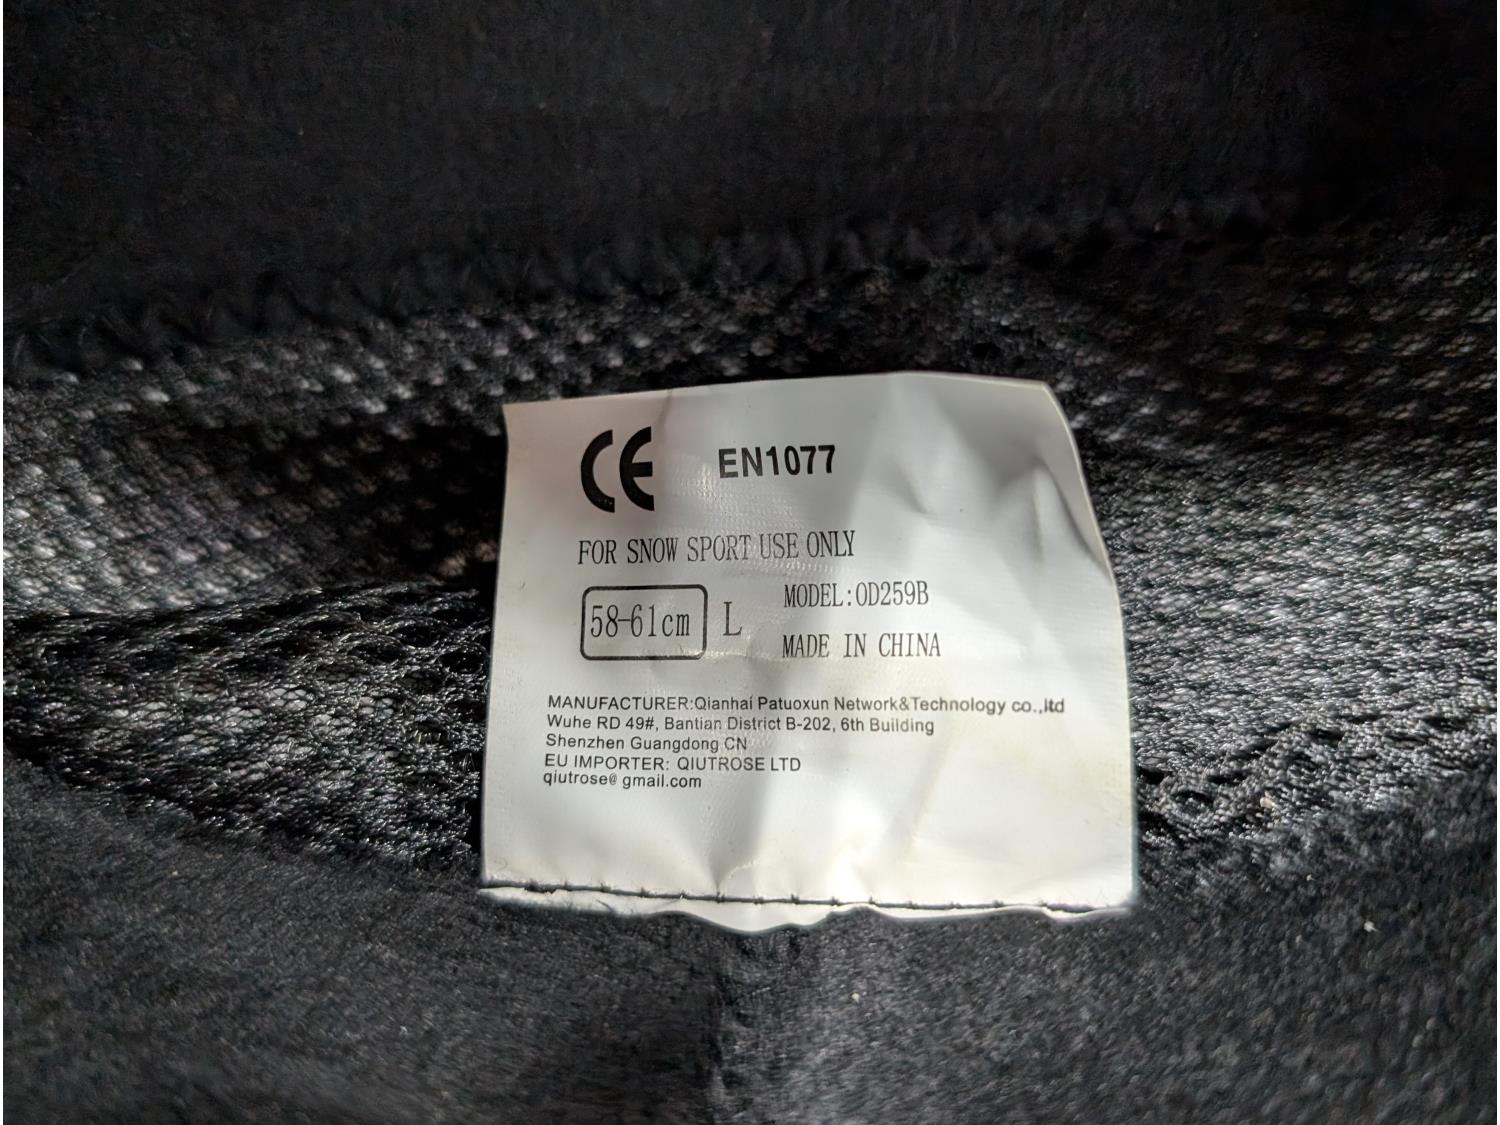 CE EN1077
FOR SNOW SPORT USE ONLY
58-61cm L
MODEL:OD259B
MADE IN CHINA
MANUFACTURER:Qianhai Patuoxun Network&Technology co.,ltd
Wuhe RD 49#, Bantian District B-202, 6th Building
Shenzhen Guangdong CN
EU IMPORTER: QIUTROSE LTD
qiutrose@ gmail.com